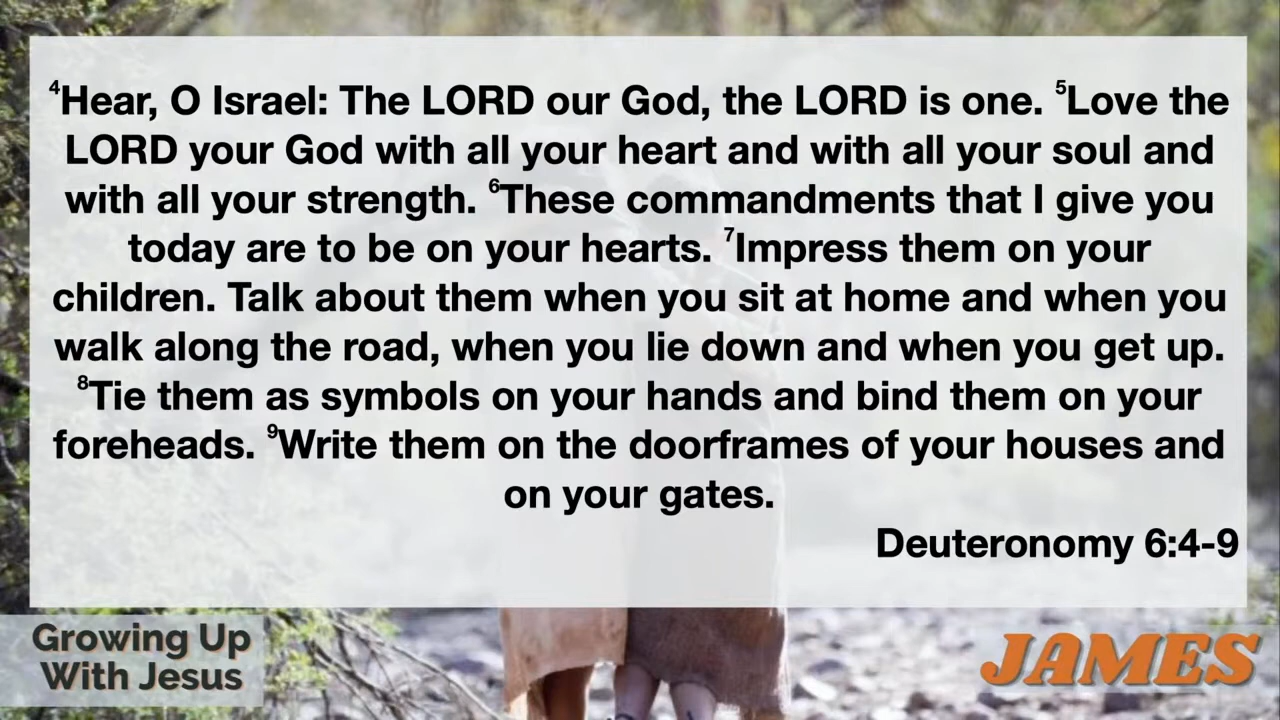 ⁴Hear, O Israel: The LORD our God, the LORD is one. ⁵Love the
LORD your God with all your heart and with all your soul and
with all your strength. ⁶These commandments that I give you
today are to be on your hearts. ⁷Impress them on your
children. Talk about them when you sit at home and when you
walk along the road, when you lie down and when you get up.
⁸Tie them as symbols on your hands and bind them on your
foreheads. ⁹Write them on the doorframes of your houses and
on your gates.
Deuteronomy 6:4-9
Growing Up
With Jesus
JAMES